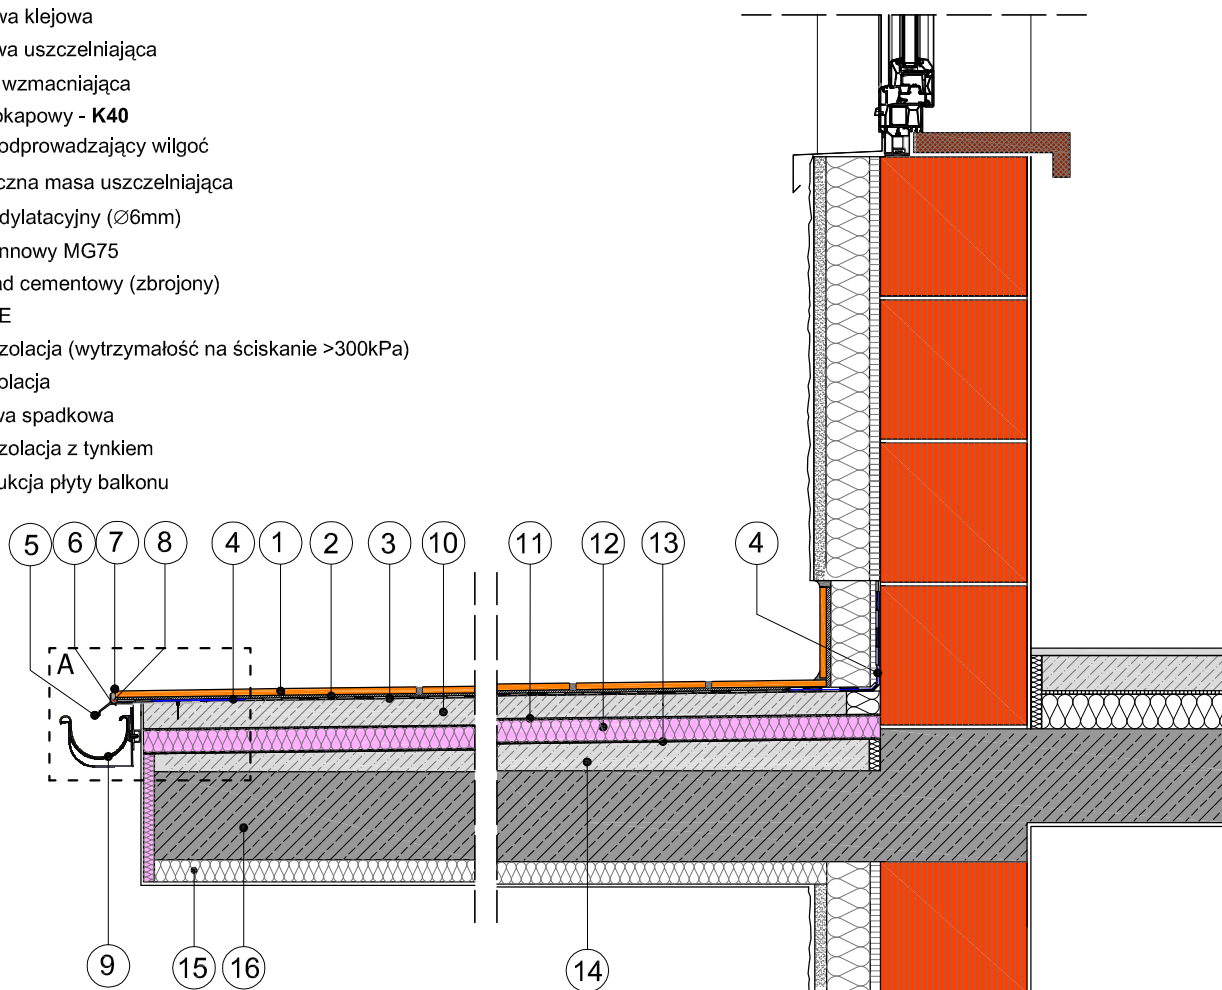 wa klejowa
wa uszczelniająca
wzmacniająca
okapowy - K40
odprowadzający wilgoć
czna masa uszczelniająca
dylatacyjny (∅6mm)
nnowy MG75
ad cementowy (zbrojony)
E
zolacja (wytrzymałość na ściskanie >300kPa)
olacja
wa spadkowa
zolacja z tynkiem
ukcja płyty balkonu
5 6 7 8 4 1 2 3 10 11 12 13 4
A
9 15 16 14